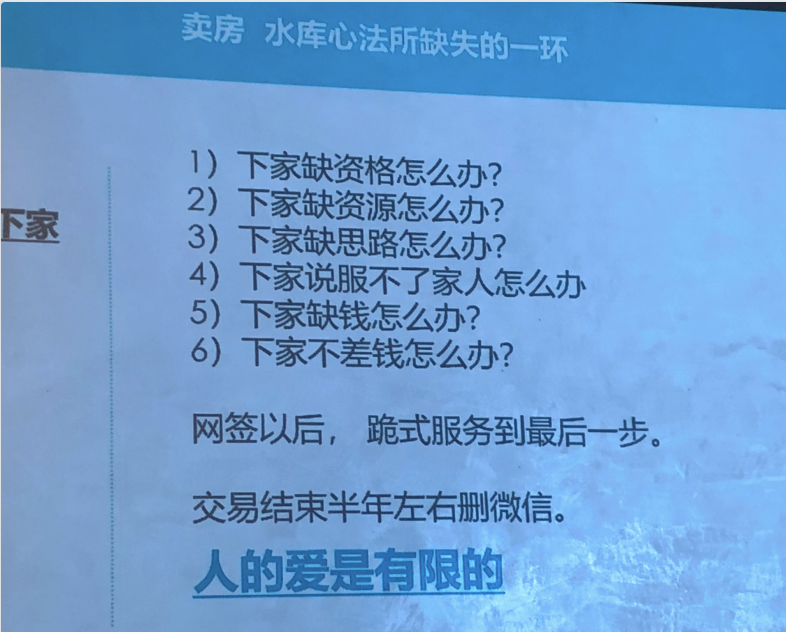 卖房 水库心法所缺失的一环
下家
1）下家缺资格怎么办?
2）下家缺资源怎么办?
3）下家缺思路怎么办?
4）下家说服不了家人怎么办
5）下家缺钱怎么办?
6）下家不差钱怎么办?
网签以后， 跪式服务到最后一步。
交易结束半年左右删微信。
人的爱是有限的